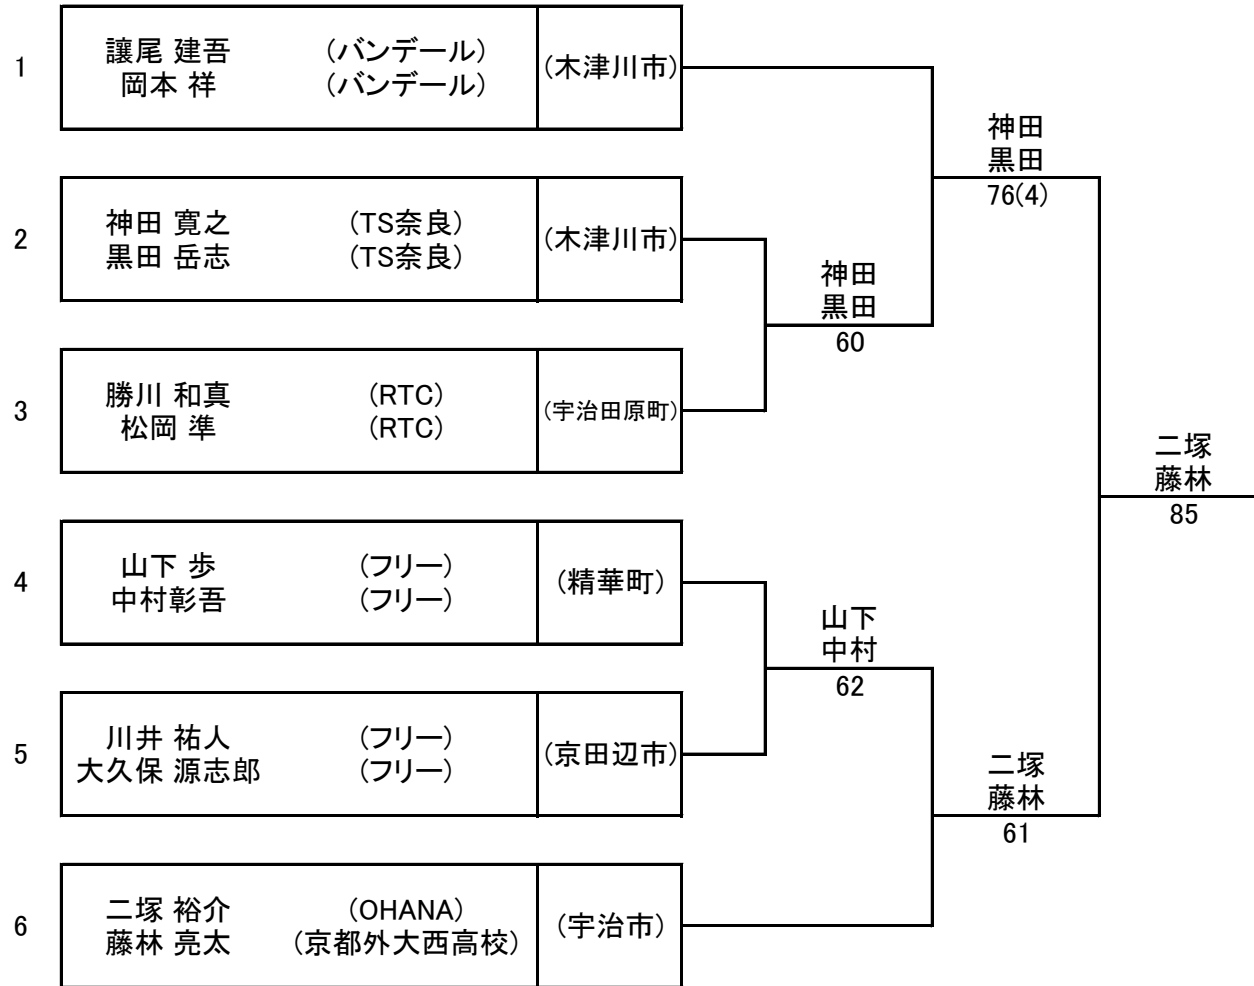 1
譲尾 建吾 (バンデール)
岡本 祥 (バンデール)
(木津川市)
2
神田 寛之 (TS奈良)
黒田 岳志 (TS奈良)
(木津川市)
3
勝川 和真 (RTC)
松岡 準 (RTC)
(宇治田原町)
4
山下 歩 (フリー)
中村彰吾 (フリー)
(精華町)
5
川井 祐人 (フリー)
大久保 源志郎 (フリー)
(京田辺市)
6
二塚 裕介 (OHANA)
藤林 亮太 (京都外大西高校)
(宇治市)
神田
黒田
60
山下
中村
62
神田
黒田
76(4)
二塚
藤林
61
二塚
藤林
85